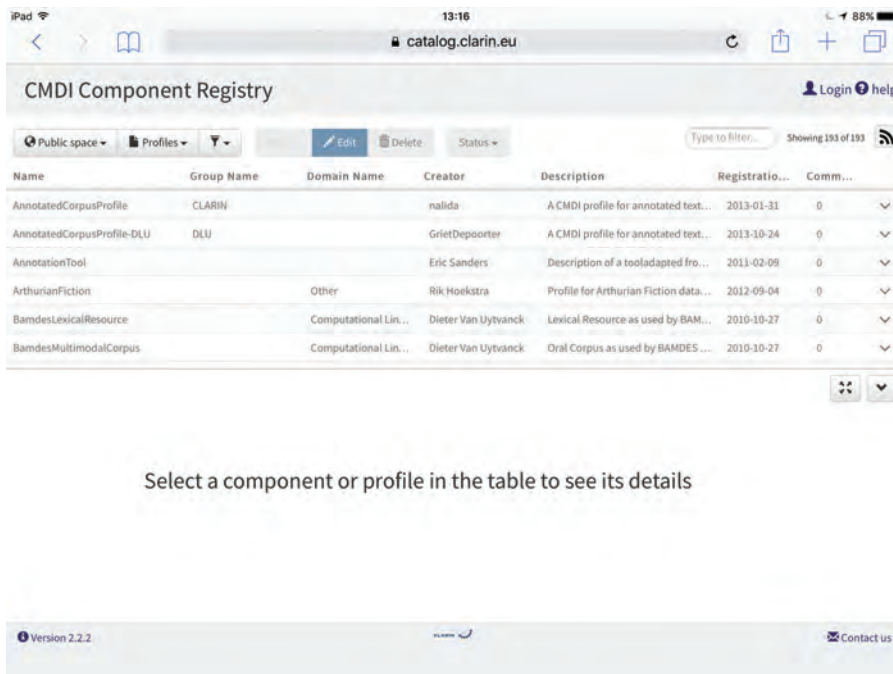 iPad 13:16 88%
catalog.clarin.eu
CMDI Component Registry Login help
Public space Profiles Edit Delete Status Type to filter... Showing 193 of 193
Name Group Name Domain Name Creator Description Registratio... Comm...
AnnotatedCorpusProfile CLARIN nalida A CMDI profile for annotated text... 2013-01-31 0
AnnotatedCorpusProfile-DLU DLU GrietDepoorter A CMDI profile for annotated text... 2013-10-24 0
AnnotationTool Eric Sanders Description of a tooladapted fro... 2011-02-09 0
ArthurianFiction Other Rik Hoekstra Profile for Arthurian Fiction data... 2012-09-04 0
BamdesLexicalResource Computational Lin... Dieter Van Uytvanck Lexical Resource as used by BAM... 2010-10-27 0
BamdesMultimodalCorpus Computational Lin... Dieter Van Uytvanck Oral Corpus as used by BAMDES ... 2010-10-27 0
Select a component or profile in the table to see its details
Version 2.2.2 CLARIN Contact us